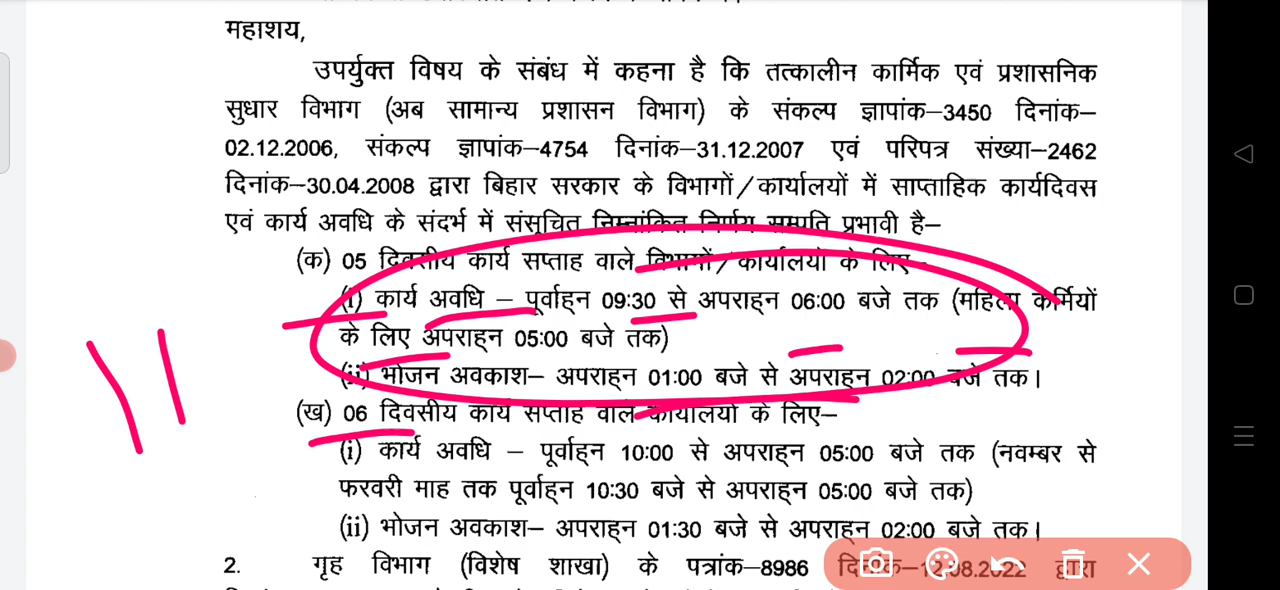 महाशय,
उपर्युक्त विषय के संबंध में कहना है कि तत्कालीन कार्मिक एवं प्रशासनिक
सुधार विभाग (अब सामान्य प्रशासन विभाग) के संकल्प ज्ञापांक–3450 दिनांक–
02.12.2006, संकल्प ज्ञापांक–4754 दिनांक–31.12.2007 एवं परिपत्र संख्या–2462
दिनांक–30.04.2008 द्वारा बिहार सरकार के विभागों/कार्यालयों में साप्ताहिक कार्यदिवस
एवं कार्य अवधि के संदर्भ में संसूचित निम्नांकित निर्णय सम्प्रति प्रभावी है–
(क) 05 दिवसीय कार्य सप्ताह वाले विभागों/कार्यालयों के लिए–
(i) कार्य अवधि – पूर्वाह्न 09:30 से अपराह्न 06:00 बजे तक (महिला कर्मियों
के लिए अपराह्न 05:00 बजे तक)
(ii) भोजन अवकाश– अपराह्न 01:00 बजे से अपराह्न 02:00 बजे तक।
(ख) 06 दिवसीय कार्य सप्ताह वाले कार्यालयों के लिए–
(i) कार्य अवधि – पूर्वाह्न 10:00 से अपराह्न 05:00 बजे तक (नवम्बर से
फरवरी माह तक पूर्वाह्न 10:30 बजे से अपराह्न 05:00 बजे तक)
(ii) भोजन अवकाश– अपराह्न 01:30 बजे से अपराह्न 02:00 बजे तक।
2. गृह विभाग (विशेष शाखा) के पत्रांक–8986 दिनांक–12.08.2022 द्वारा